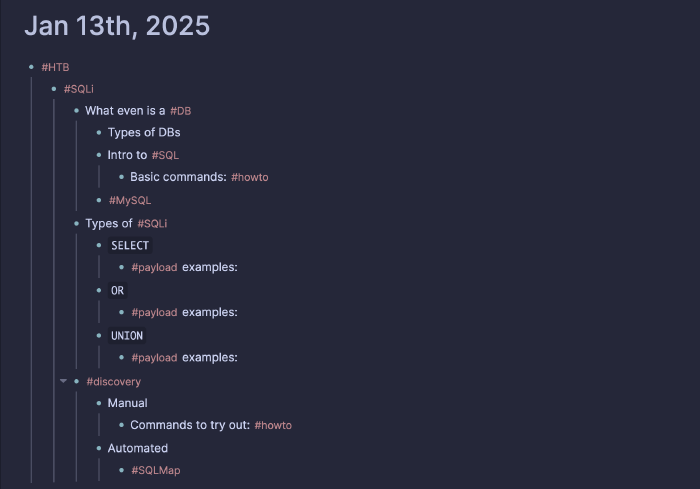 Jan 13th, 2025
#HTB
#SQLi
What even is a #DB
Types of DBs
Intro to #SQL
Basic commands: #howto
#MySQL
Types of #SQLi
SELECT
#payload examples:
OR
#payload examples:
UNION
#payload examples:
#discovery
Manual
Commands to try out: #howto
Automated
#SQLMap